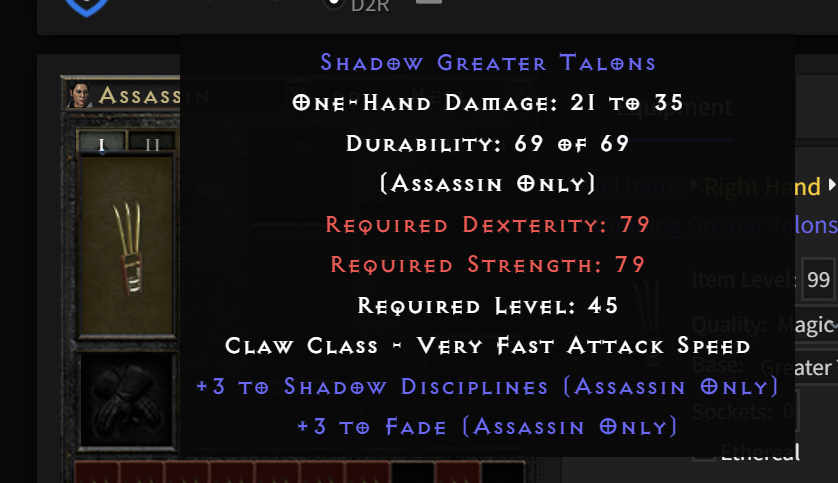 D2R
Assassin
I II
Shadow Greater Talons
One-Hand Damage: 21 to 35
Durability: 69 of 69
(Assassin Only)
Required Dexterity: 79
Required Strength: 79
Required Level: 45
Claw Class - Very Fast Attack Speed
+3 to Shadow Disciplines (Assassin Only)
+3 to Fade (Assassin Only)
Equipment
Items Right Hand
Greater Talons
Item Level: 99
Quality: Magic
Base: Greater
Sockets: 0
Ethereal